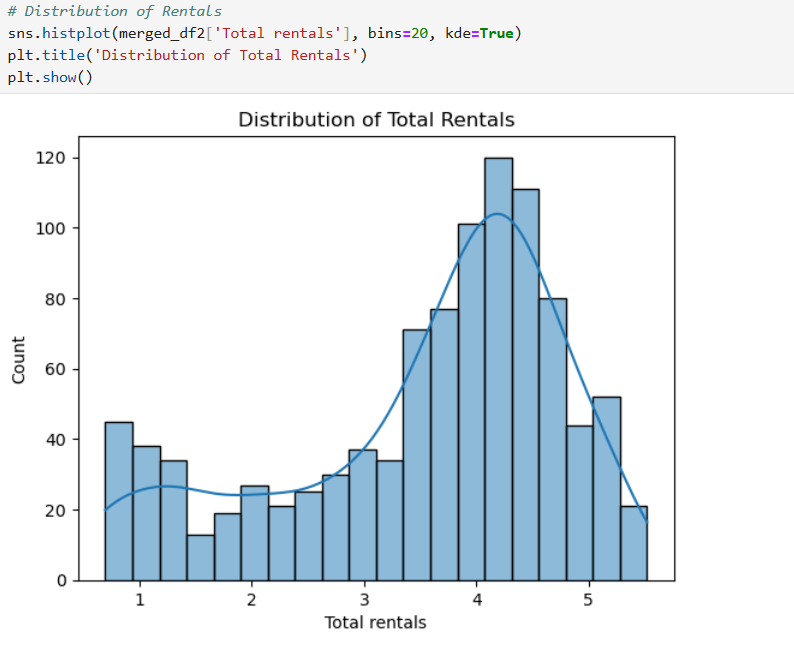 # Distribution of Rentals
sns.histplot(merged_df2['Total rentals'], bins=20, kde=True)
plt.title('Distribution of Total Rentals')
plt.show()
Distribution of Total Rentals
120
100
80
60
40
20
0
Count
1 2 3 4 5
Total rentals